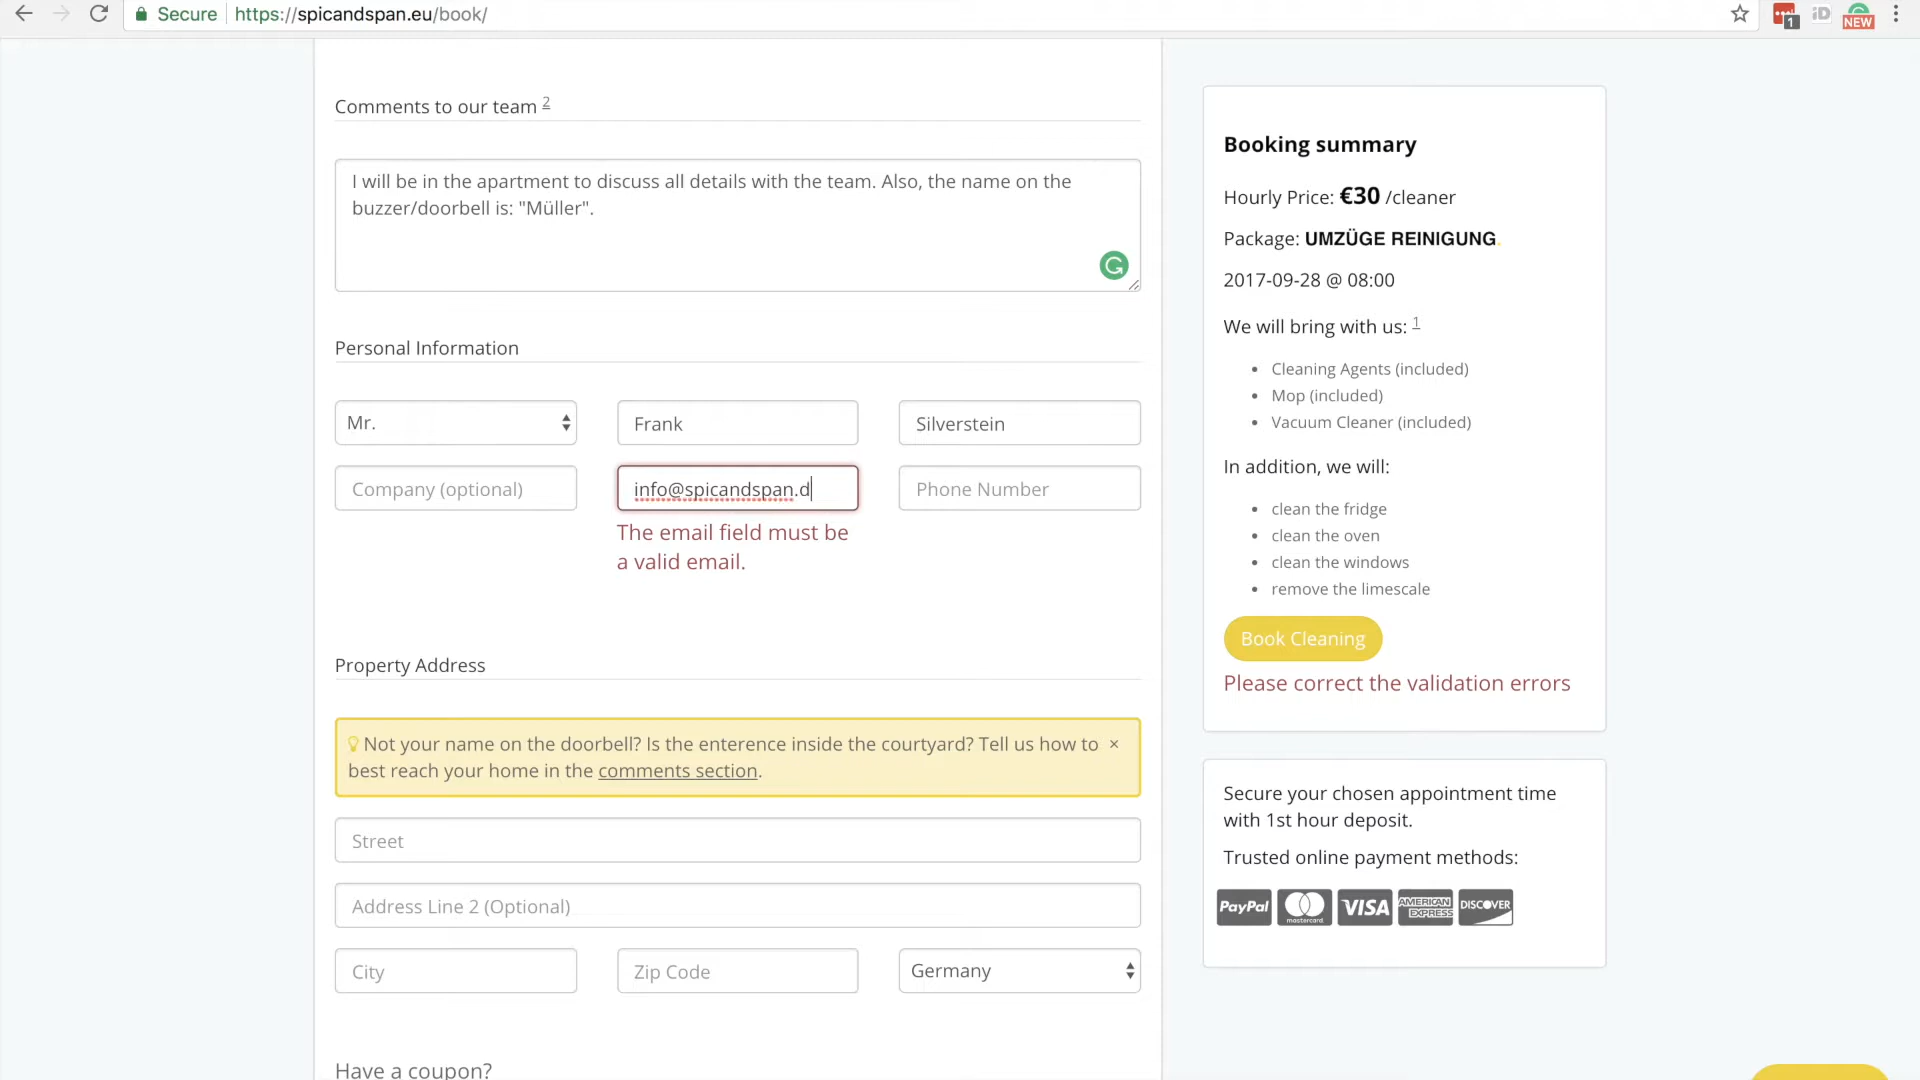 Secure https://spicandspan.eu/book/
1 iD NEW
Comments to our team 2
I will be in the apartment to discuss all details with the team. Also, the name on the
buzzer/doorbell is: "Müller".
Personal Information
Mr. Frank Silverstein
Company (optional) info@spicandspan.d Phone Number
The email field must be
a valid email.
Property Address
Not your name on the doorbell? Is the enterence inside the courtyard? Tell us how to ×
best reach your home in the comments section.
Street
Address Line 2 (Optional)
City Zip Code Germany
Have a coupon?
Booking summary
Hourly Price: €30 /cleaner
Package: UMZÜGE REINIGUNG.
2017-09-28 @ 08:00
We will bring with us: 1
• Cleaning Agents (included)
• Mop (included)
• Vacuum Cleaner (included)
In addition, we will:
• clean the fridge
• clean the oven
• clean the windows
• remove the limescale
Book Cleaning
Please correct the validation errors
Secure your chosen appointment time
with 1st hour deposit.
Trusted online payment methods:
PayPal mastercard VISA AMERICAN EXPRESS DISCOVER